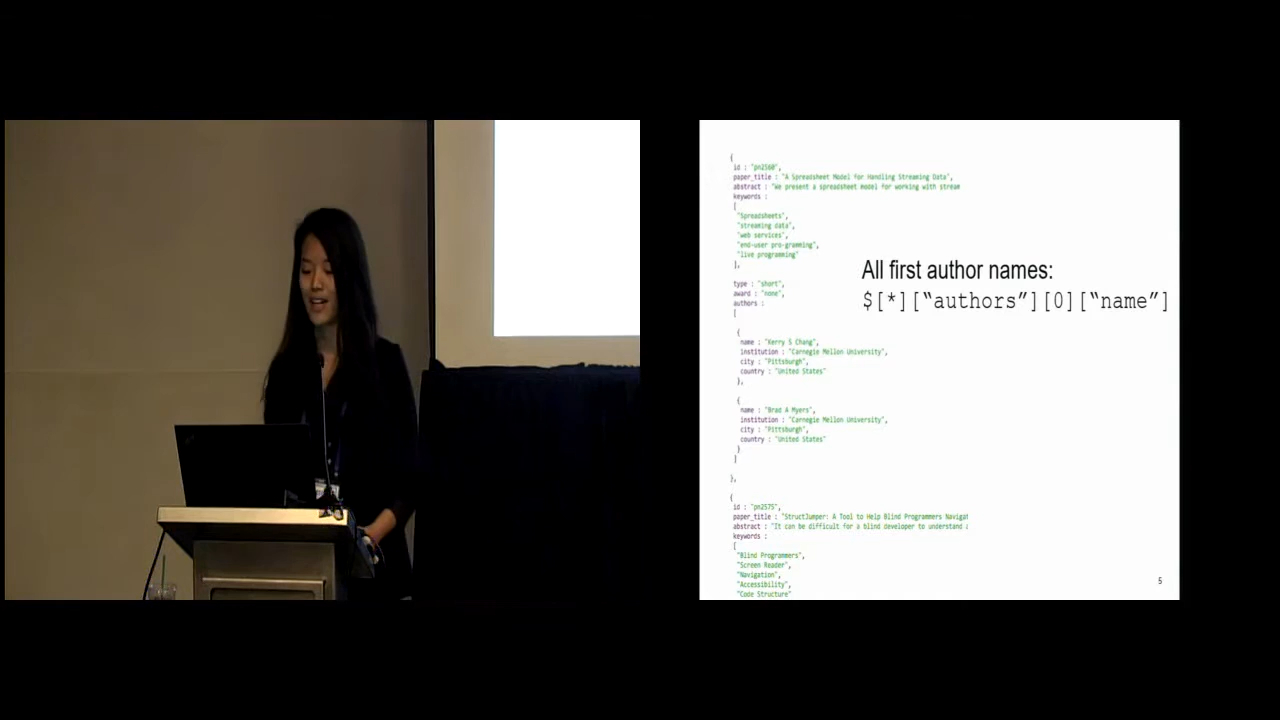 {
id : "pn2560",
paper_title : "A Spreadsheet Model for Handling Streaming Data",
abstract : "We present a spreadsheet model for working with stream
keywords :
[
"Spreadsheets",
"streaming data",
"web services",
"end-user pro-gramming",
"live programming"
],
type : "short",
award : "none",
authors :
[
{
name : "Kerry S Chang",
institution : "Carnegie Mellon University",
city : "Pittsburgh",
country : "United States"
},
{
name : "Brad A Myers",
institution : "Carnegie Mellon University",
city : "Pittsburgh",
country : "United States"
}
]
},
{
id : "pn2575",
paper_title : "StructJumper: A Tool to Help Blind Programmers Navigat
abstract : "It can be difficult for a blind developer to understand
keywords :
[
"Blind Programmers",
"Screen Reader",
"Navigation",
"Accessibility",
"Code Structure"
All first author names:
$[*][“authors”][0][“name”]
5